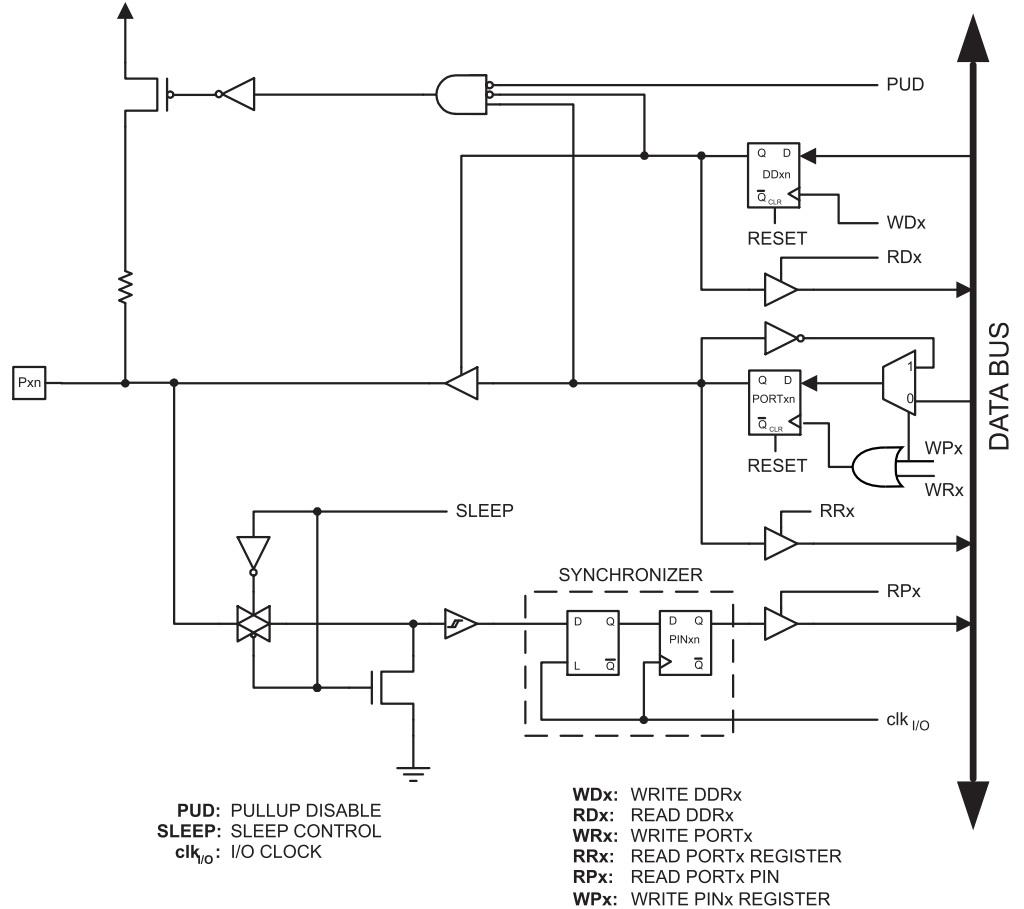 PUD
Q D
DDxn
Q CLR
WDx
RESET
RDx
Pxn
1
Q D
0
PORTxn
Q CLR
DATA BUS
WPx
RESET
WRx
SLEEP
RRx
SYNCHRONIZER
RPx
D Q
D Q
PINxn
L Q
Q
clk I/O
WDx: WRITE DDRx
PUD: PULLUP DISABLE
RDx: READ DDRx
SLEEP: SLEEP CONTROL
WRx: WRITE PORTx
clkI/O: I/O CLOCK
RRx: READ PORTx REGISTER
RPx: READ PORTx PIN
WPx: WRITE PINx REGISTER